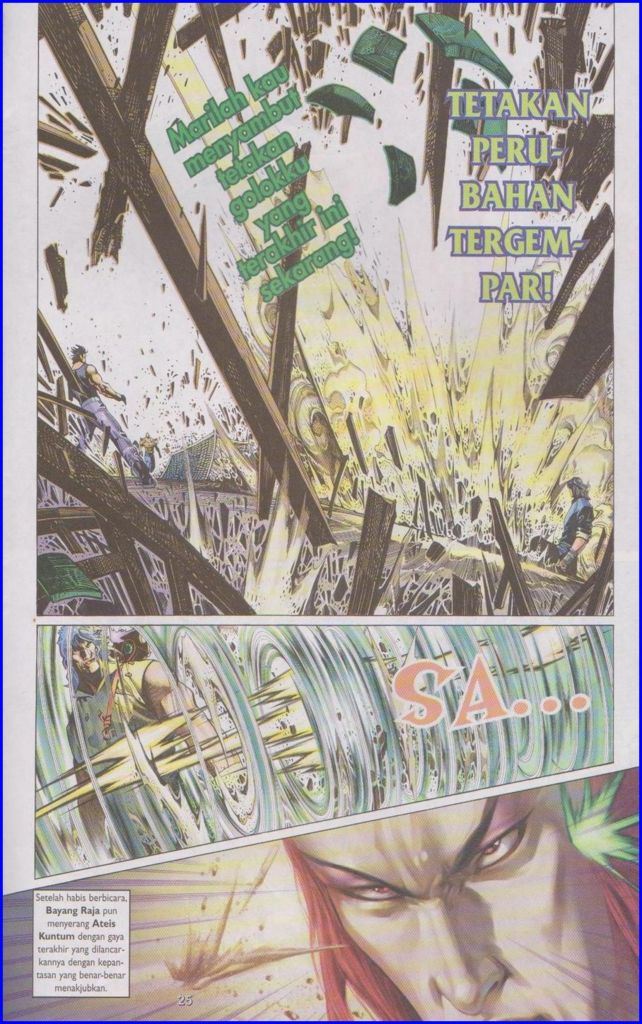 Marilah kau
menyambut
tetakan
golokku
yang
terakhir ini
sekarang!
TETAKAN
PERU-
BAHAN
TERGEM-
PAR!
SA...
Setelah habis berbicara,
Bayang Raja pun
menyerang Ateis
Kuntum dengan gaya
terakhir yang dilancar-
kannya dengan kepan-
tasan yang benar-benar
menakjubkan.
25